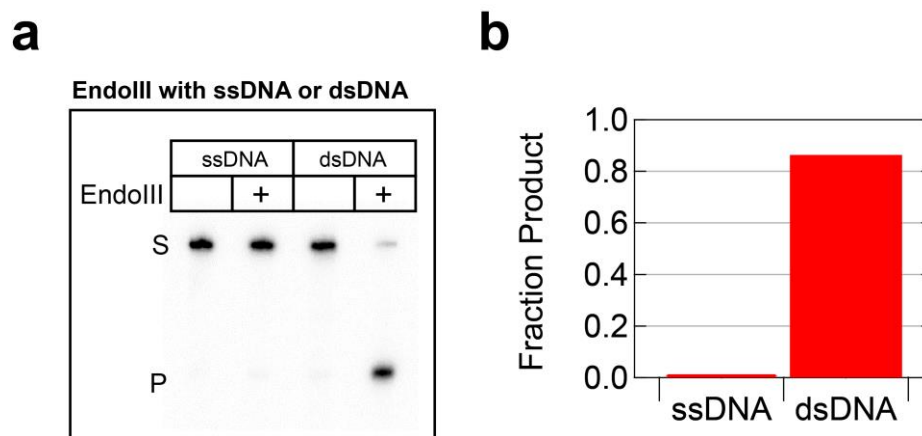 a
EndoIII with ssDNA or dsDNA
ssDNA dsDNA
EndoIII + +
S
P
b
Fraction Product
1.0
0.8
0.6
0.4
0.2
0.0
ssDNA dsDNA